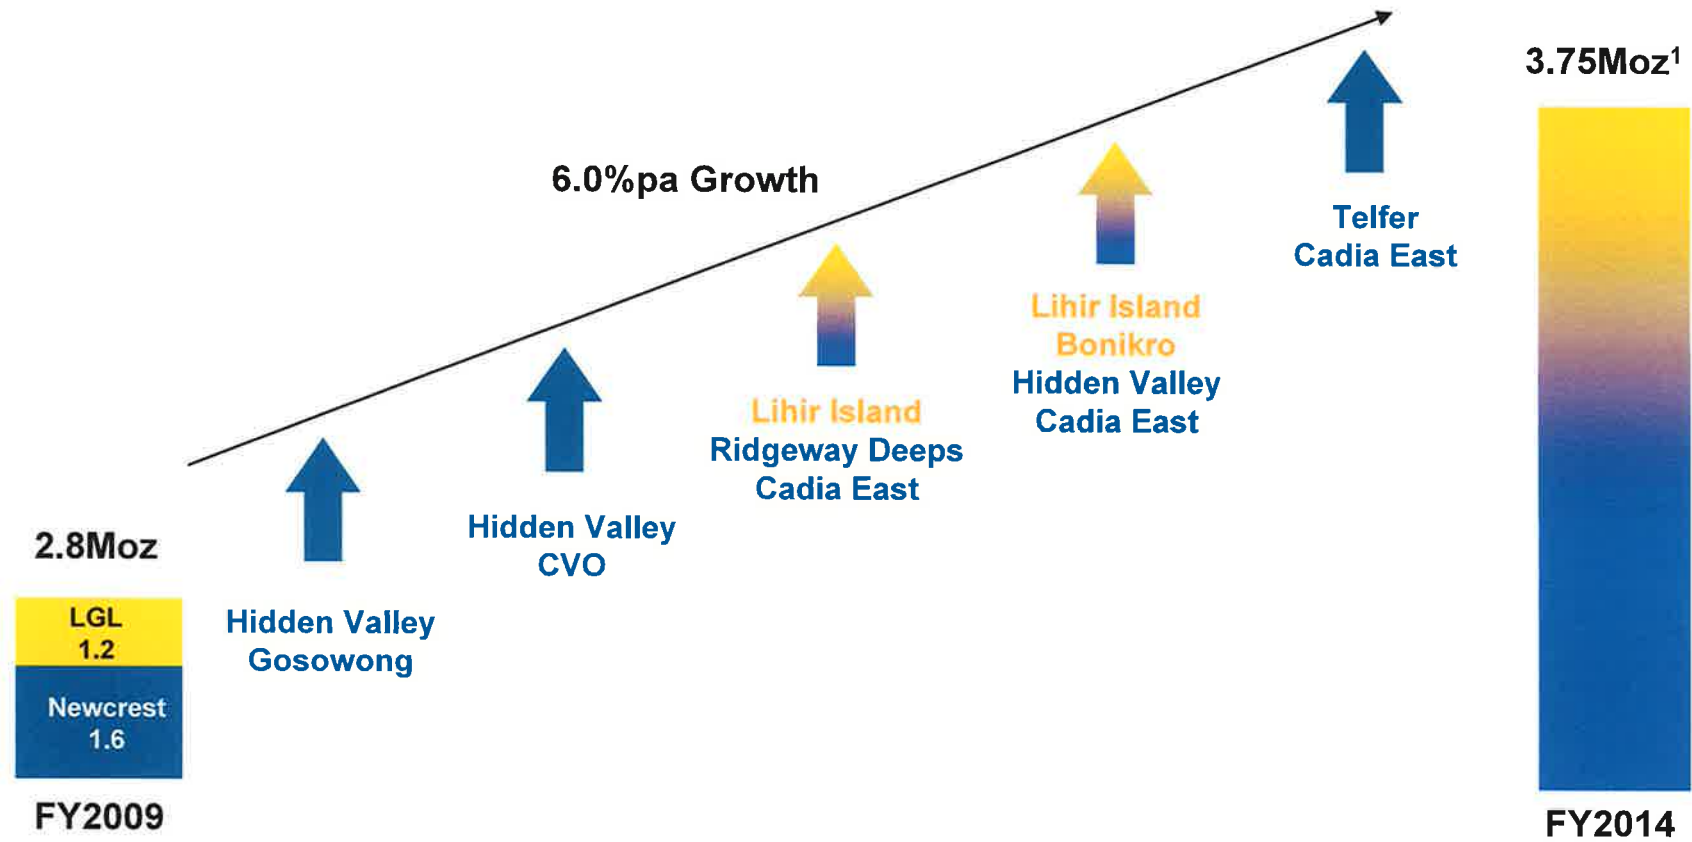 3.75Moz¹
6.0%pa Growth
Telfer
Cadia East
Lihir Island
Bonikro
Hidden Valley
Cadia East
Lihir Island
Ridgeway Deeps
Cadia East
Hidden Valley
CVO
2.8Moz
LGL
1.2
Hidden Valley
Gosowong
Newcrest
1.6
FY2009
FY2014